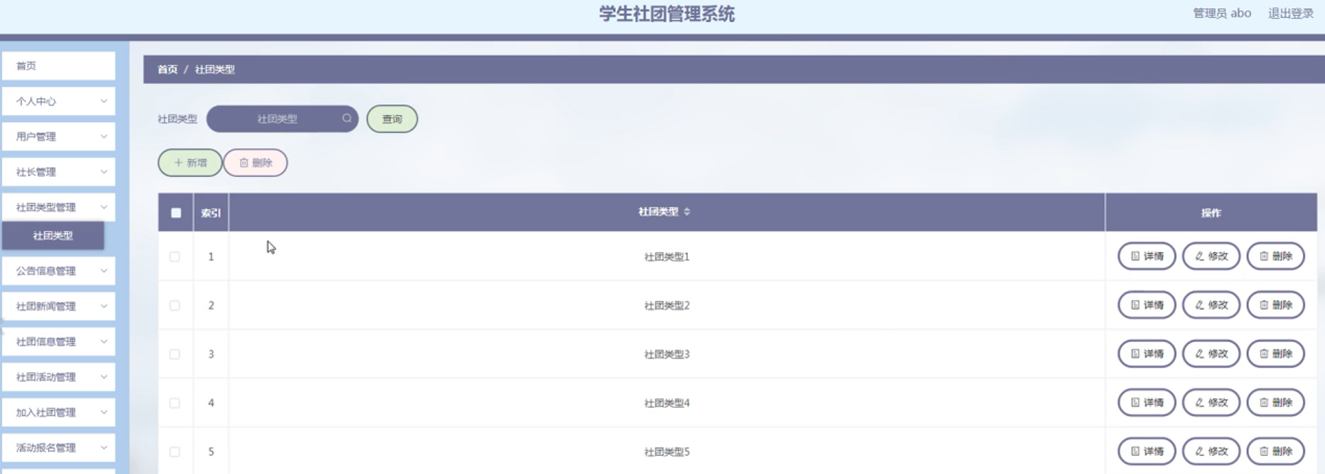 学生社团管理系统
管理员 abo 退出登录
首页
个人中心
用户管理
社长管理
社团类型管理
社团类型
公告信息管理
社团新闻管理
社团信息管理
社团活动管理
加入社团管理
活动报名管理
首页 / 社团类型
社团类型 社团类型 查询
新增 删除
索引 社团类型 操作
1 社团类型1 详情 修改 删除
2 社团类型2 详情 修改 删除
3 社团类型3 详情 修改 删除
4 社团类型4 详情 修改 删除
5 社团类型5 详情 修改 删除